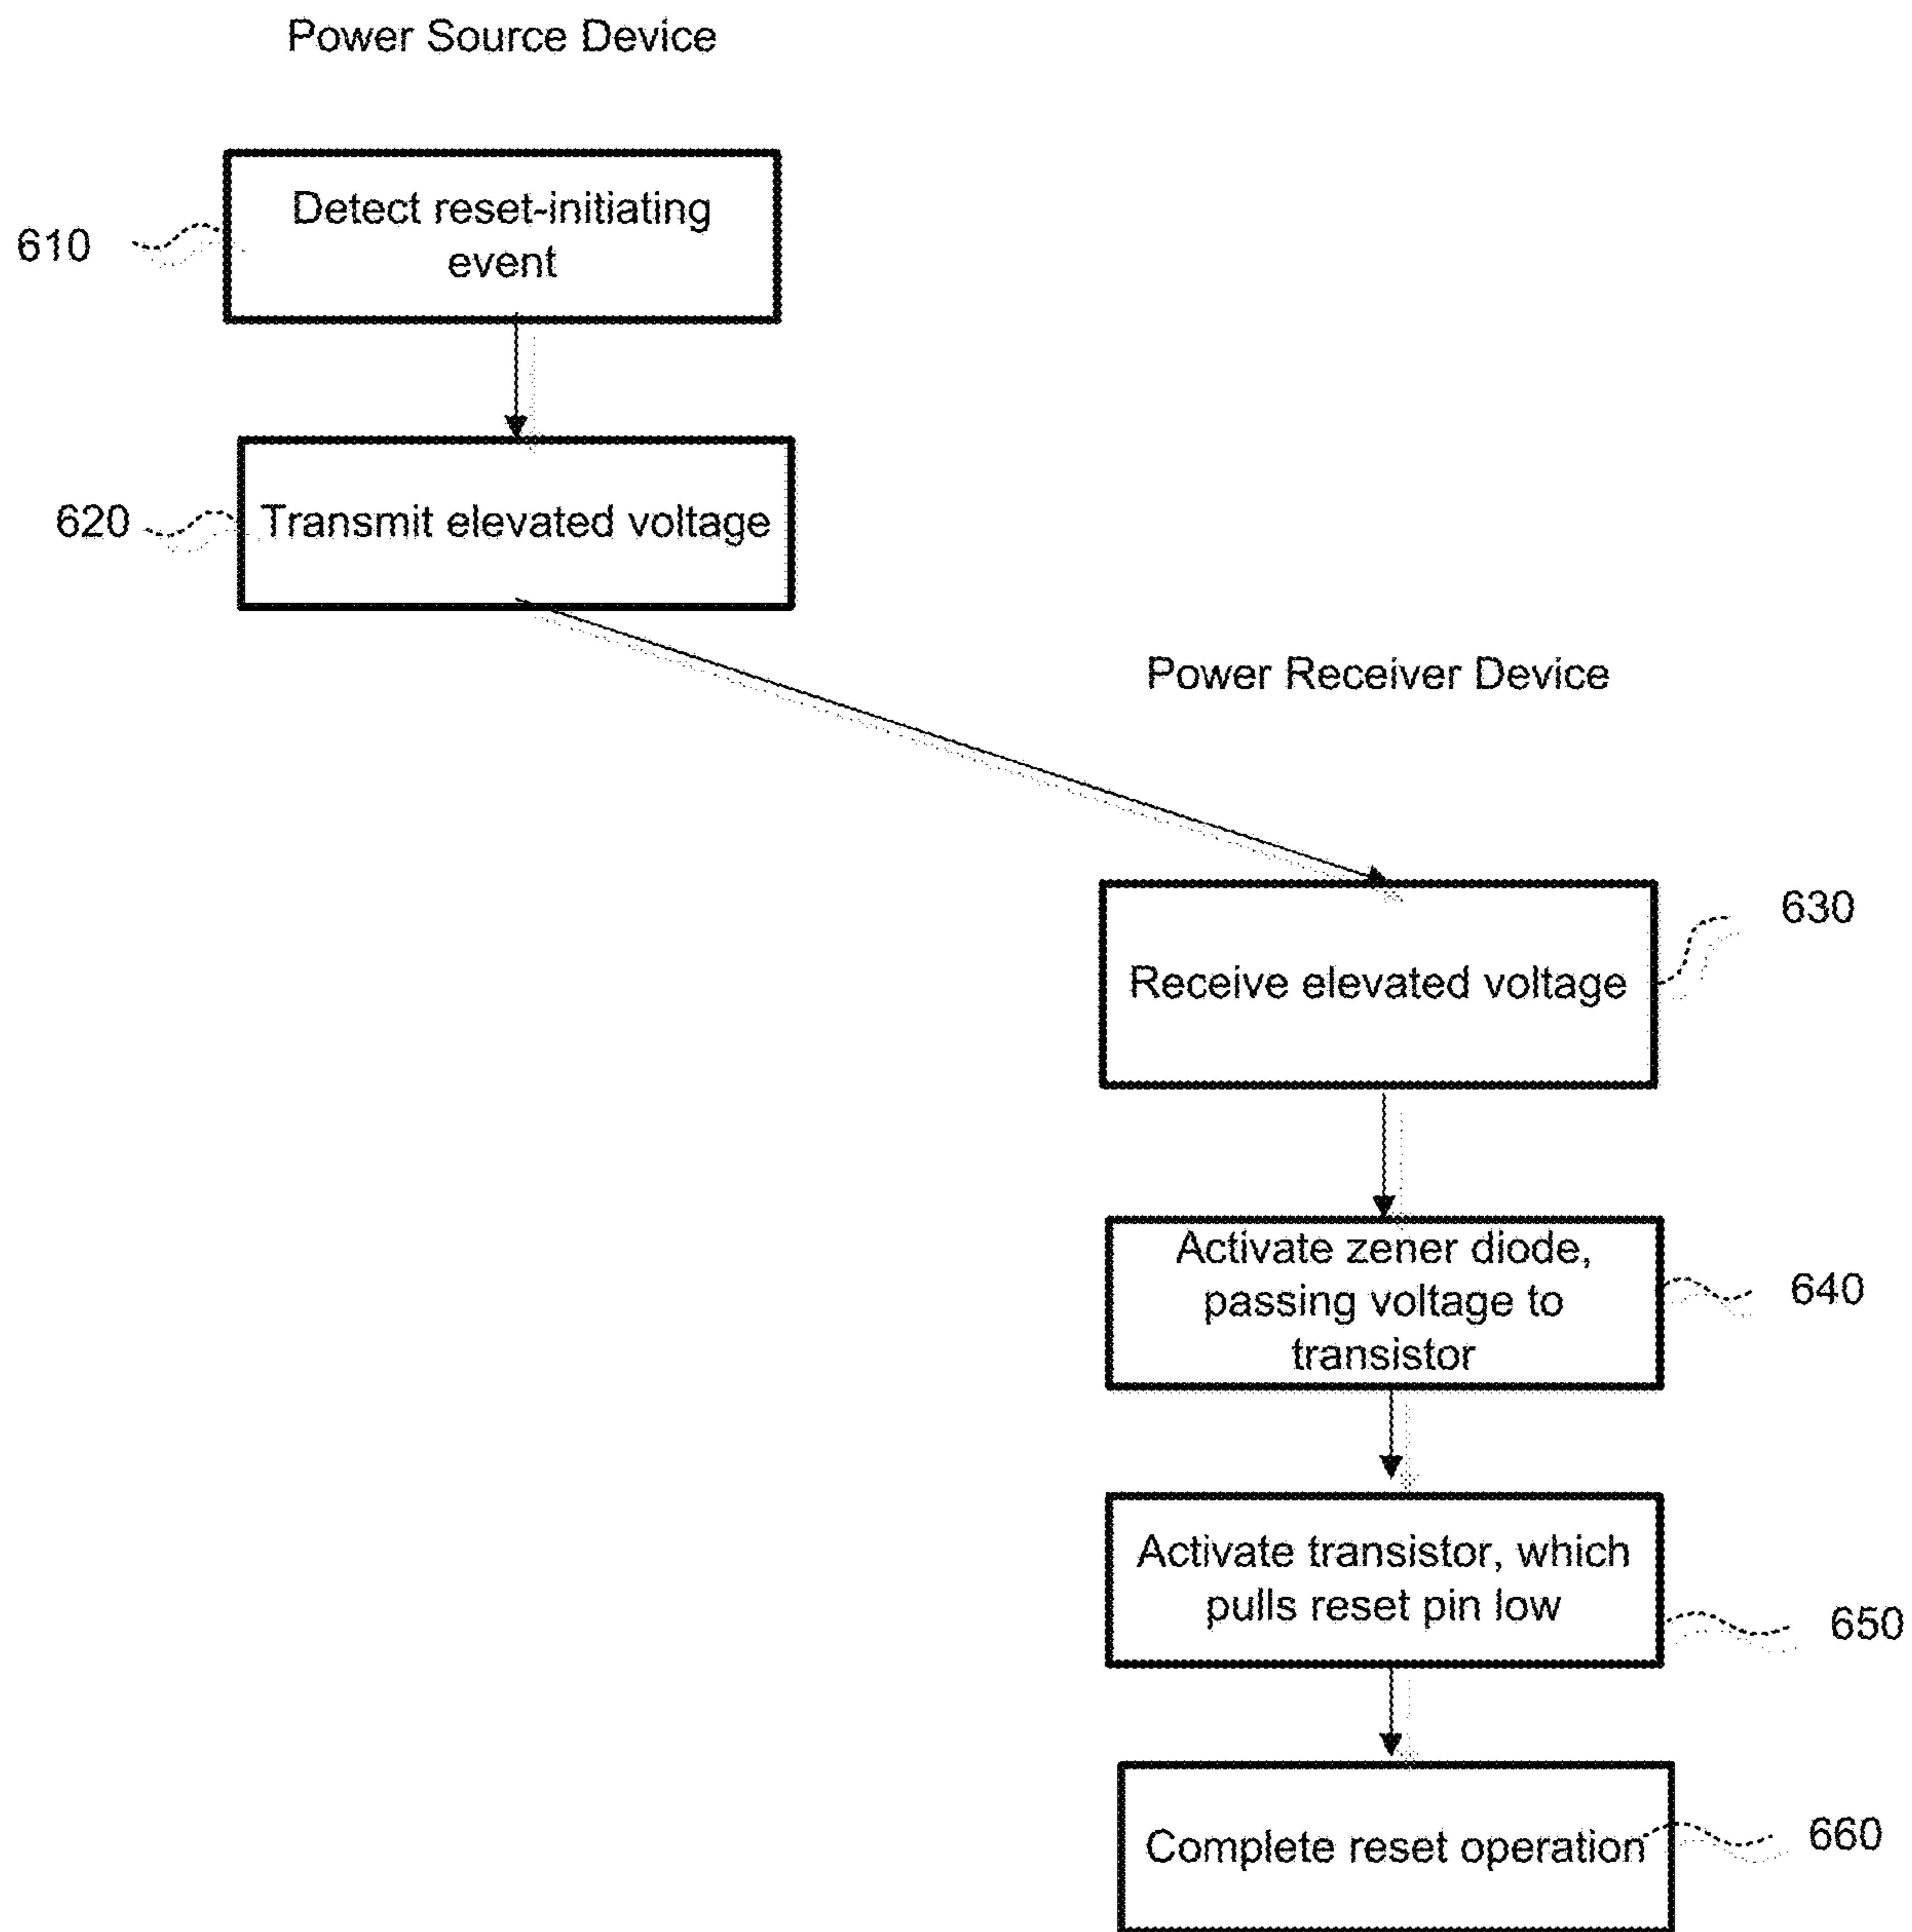 Power Source Device
Detect reset-initiating
event
610
620
Transmit elevated voltage
Power Receiver Device
630
Receive elevated voltage
Activate zener diode,
passing voltage to
transistor
640
Activate transistor, which
pulls reset pin low
650
Complete reset operation
660